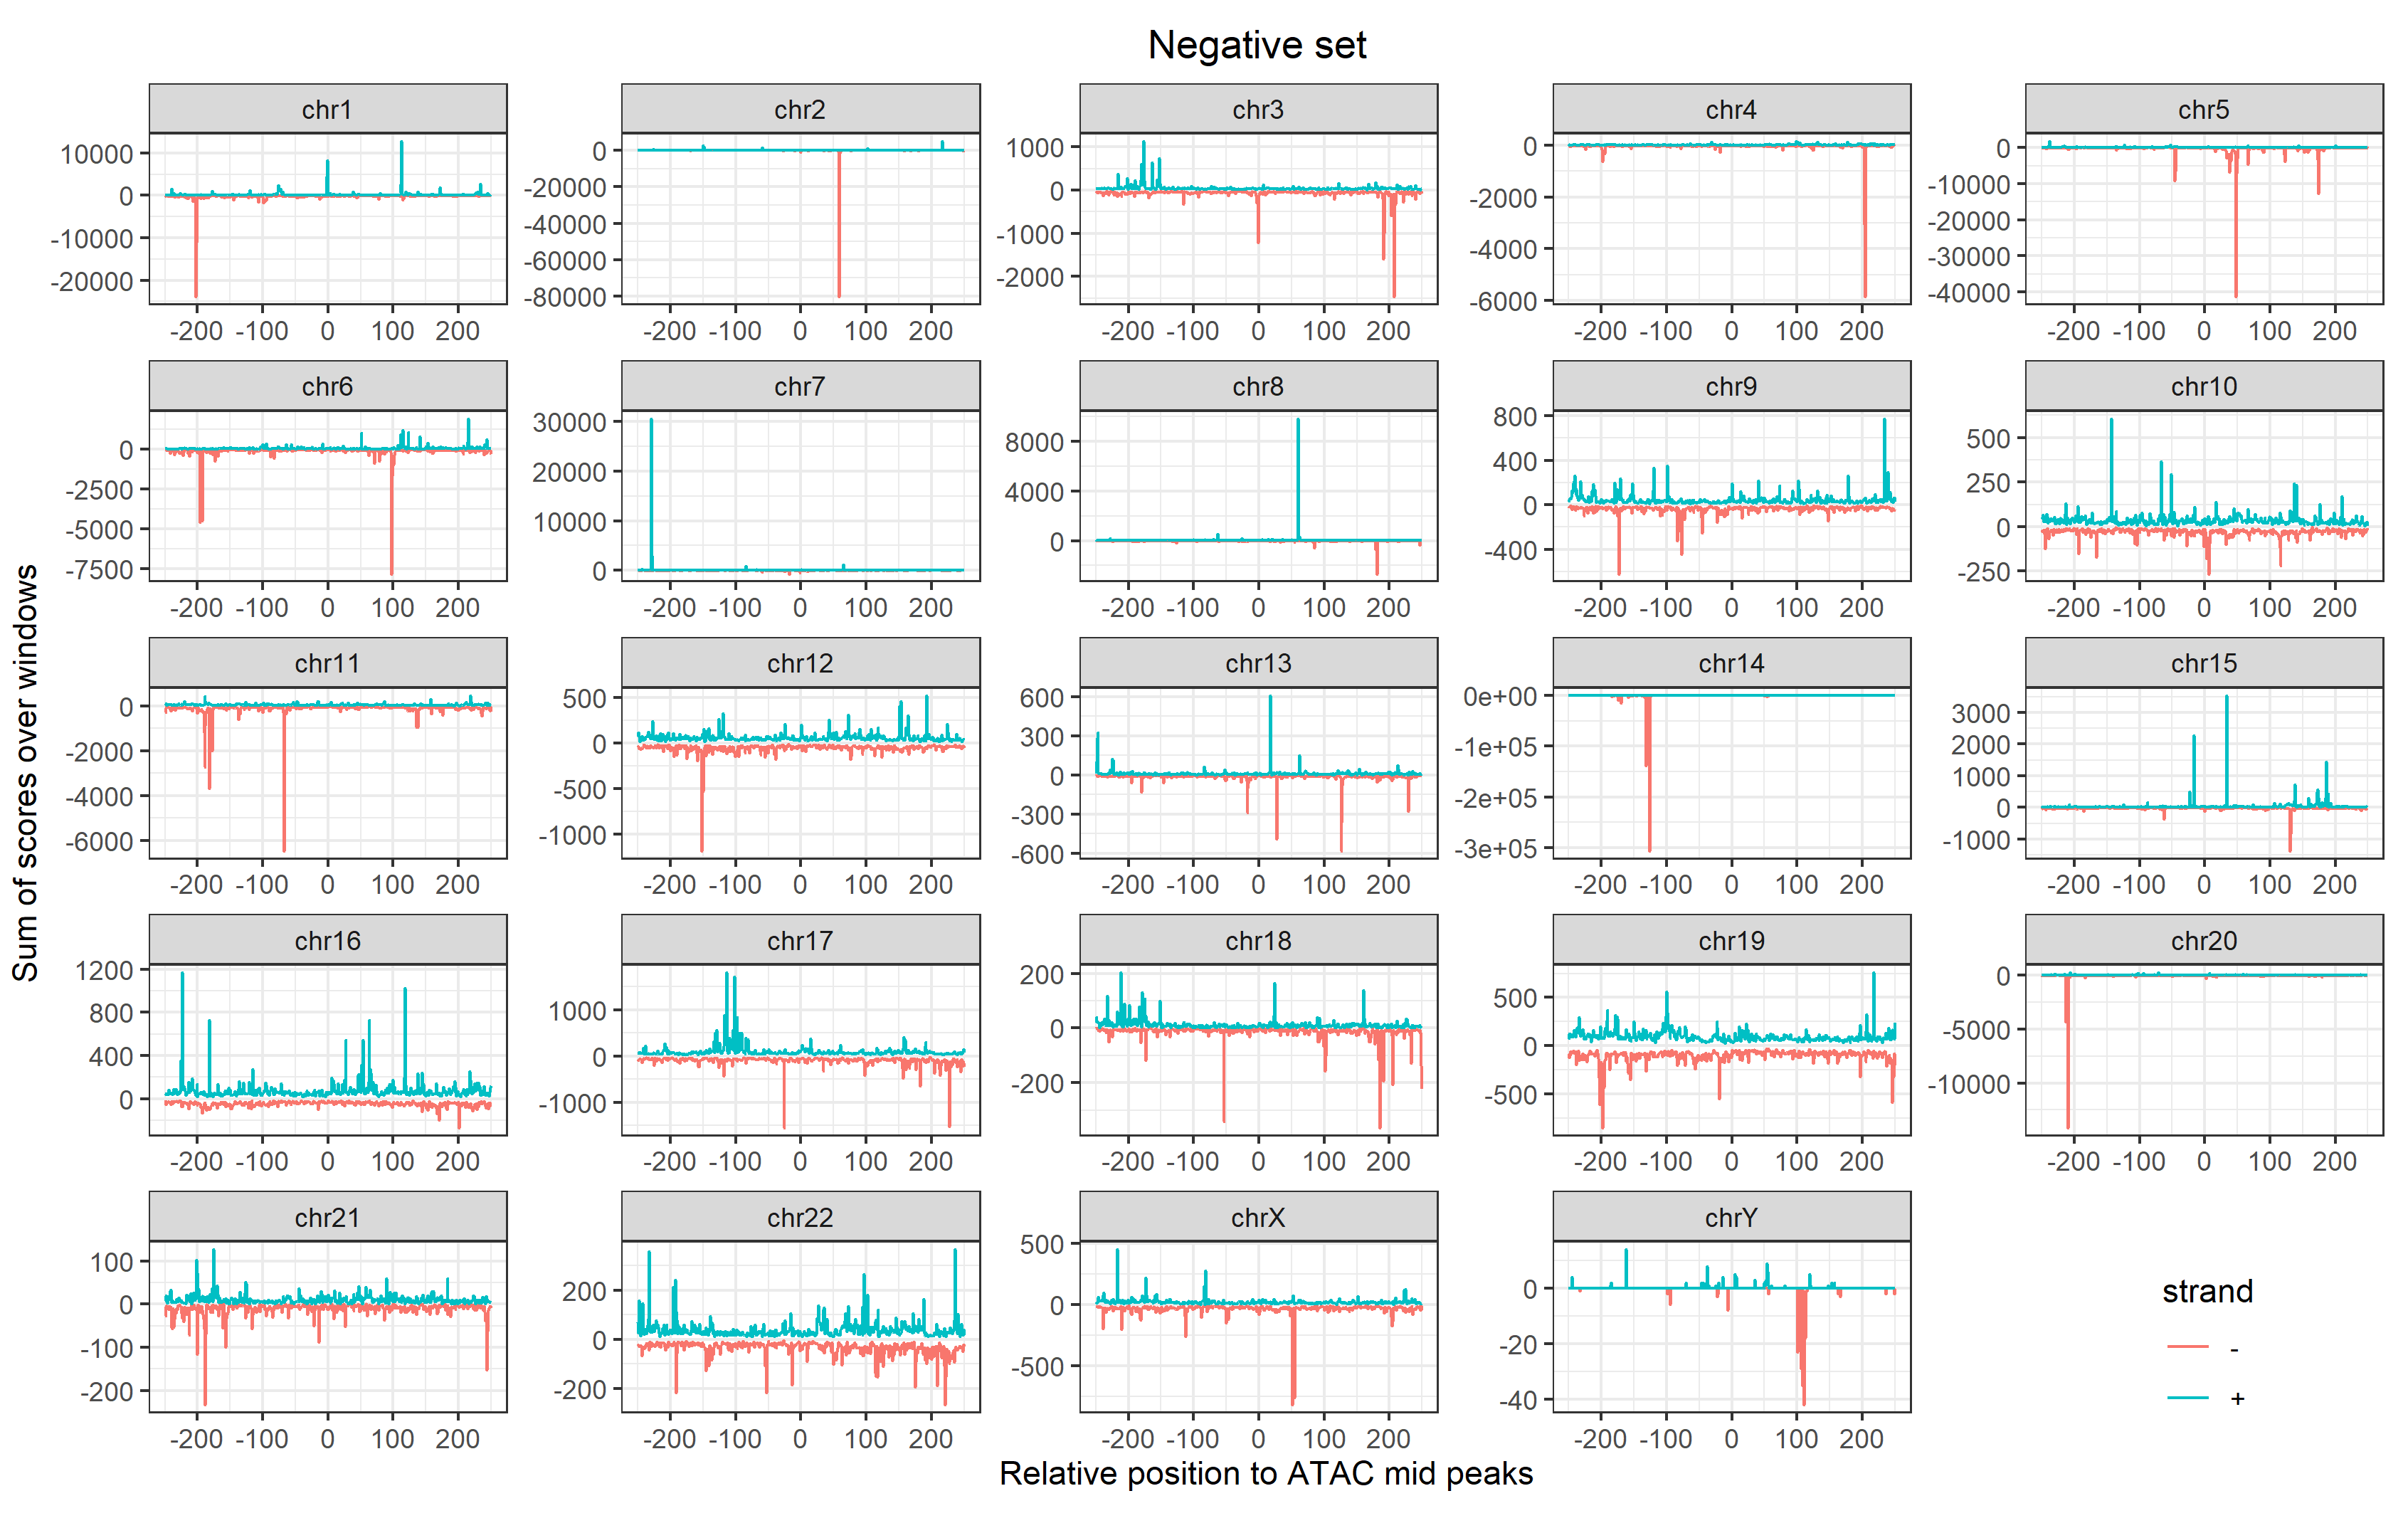 Negative set
chr1 chr2 chr3 chr4 chr5
10000
0
-10000
-20000
-200 -100 0 100 200
0
-20000
-40000
-60000
-80000
-200 -100 0 100 200
1000
0
-1000
-2000
-200 -100 0 100 200
0
-2000
-4000
-6000
-200 -100 0 100 200
0
-10000
-20000
-30000
-40000
-200 -100 0 100 200
chr6 chr7 chr8 chr9 chr10
0
-2500
-5000
-7500
-200 -100 0 100 200
30000
20000
10000
0
-200 -100 0 100 200
8000
4000
0
-200 -100 0 100 200
800
400
0
-400
-200 -100 0 100 200
500
250
0
-250
-200 -100 0 100 200
chr11 chr12 chr13 chr14 chr15
0
-2000
-4000
-6000
-200 -100 0 100 200
500
0
-500
-1000
-200 -100 0 100 200
600
300
0
-300
-600
-200 -100 0 100 200
0e+00
-1e+05
-2e+05
-3e+05
-200 -100 0 100 200
3000
2000
1000
0
-1000
-200 -100 0 100 200
chr16 chr17 chr18 chr19 chr20
1200
800
400
0
-200 -100 0 100 200
1000
0
-1000
-200 -100 0 100 200
200
0
-200
-200 -100 0 100 200
500
0
-500
-200 -100 0 100 200
0
-5000
-10000
-200 -100 0 100 200
chr21 chr22 chrX chrY
100
0
-100
-200
-200 -100 0 100 200
200
0
-200
-200 -100 0 100 200
500
0
-500
-200 -100 0 100 200
0
-20
-40
-200 -100 0 100 200
strand
-
+
Sum of scores over windows
Relative position to ATAC mid peaks